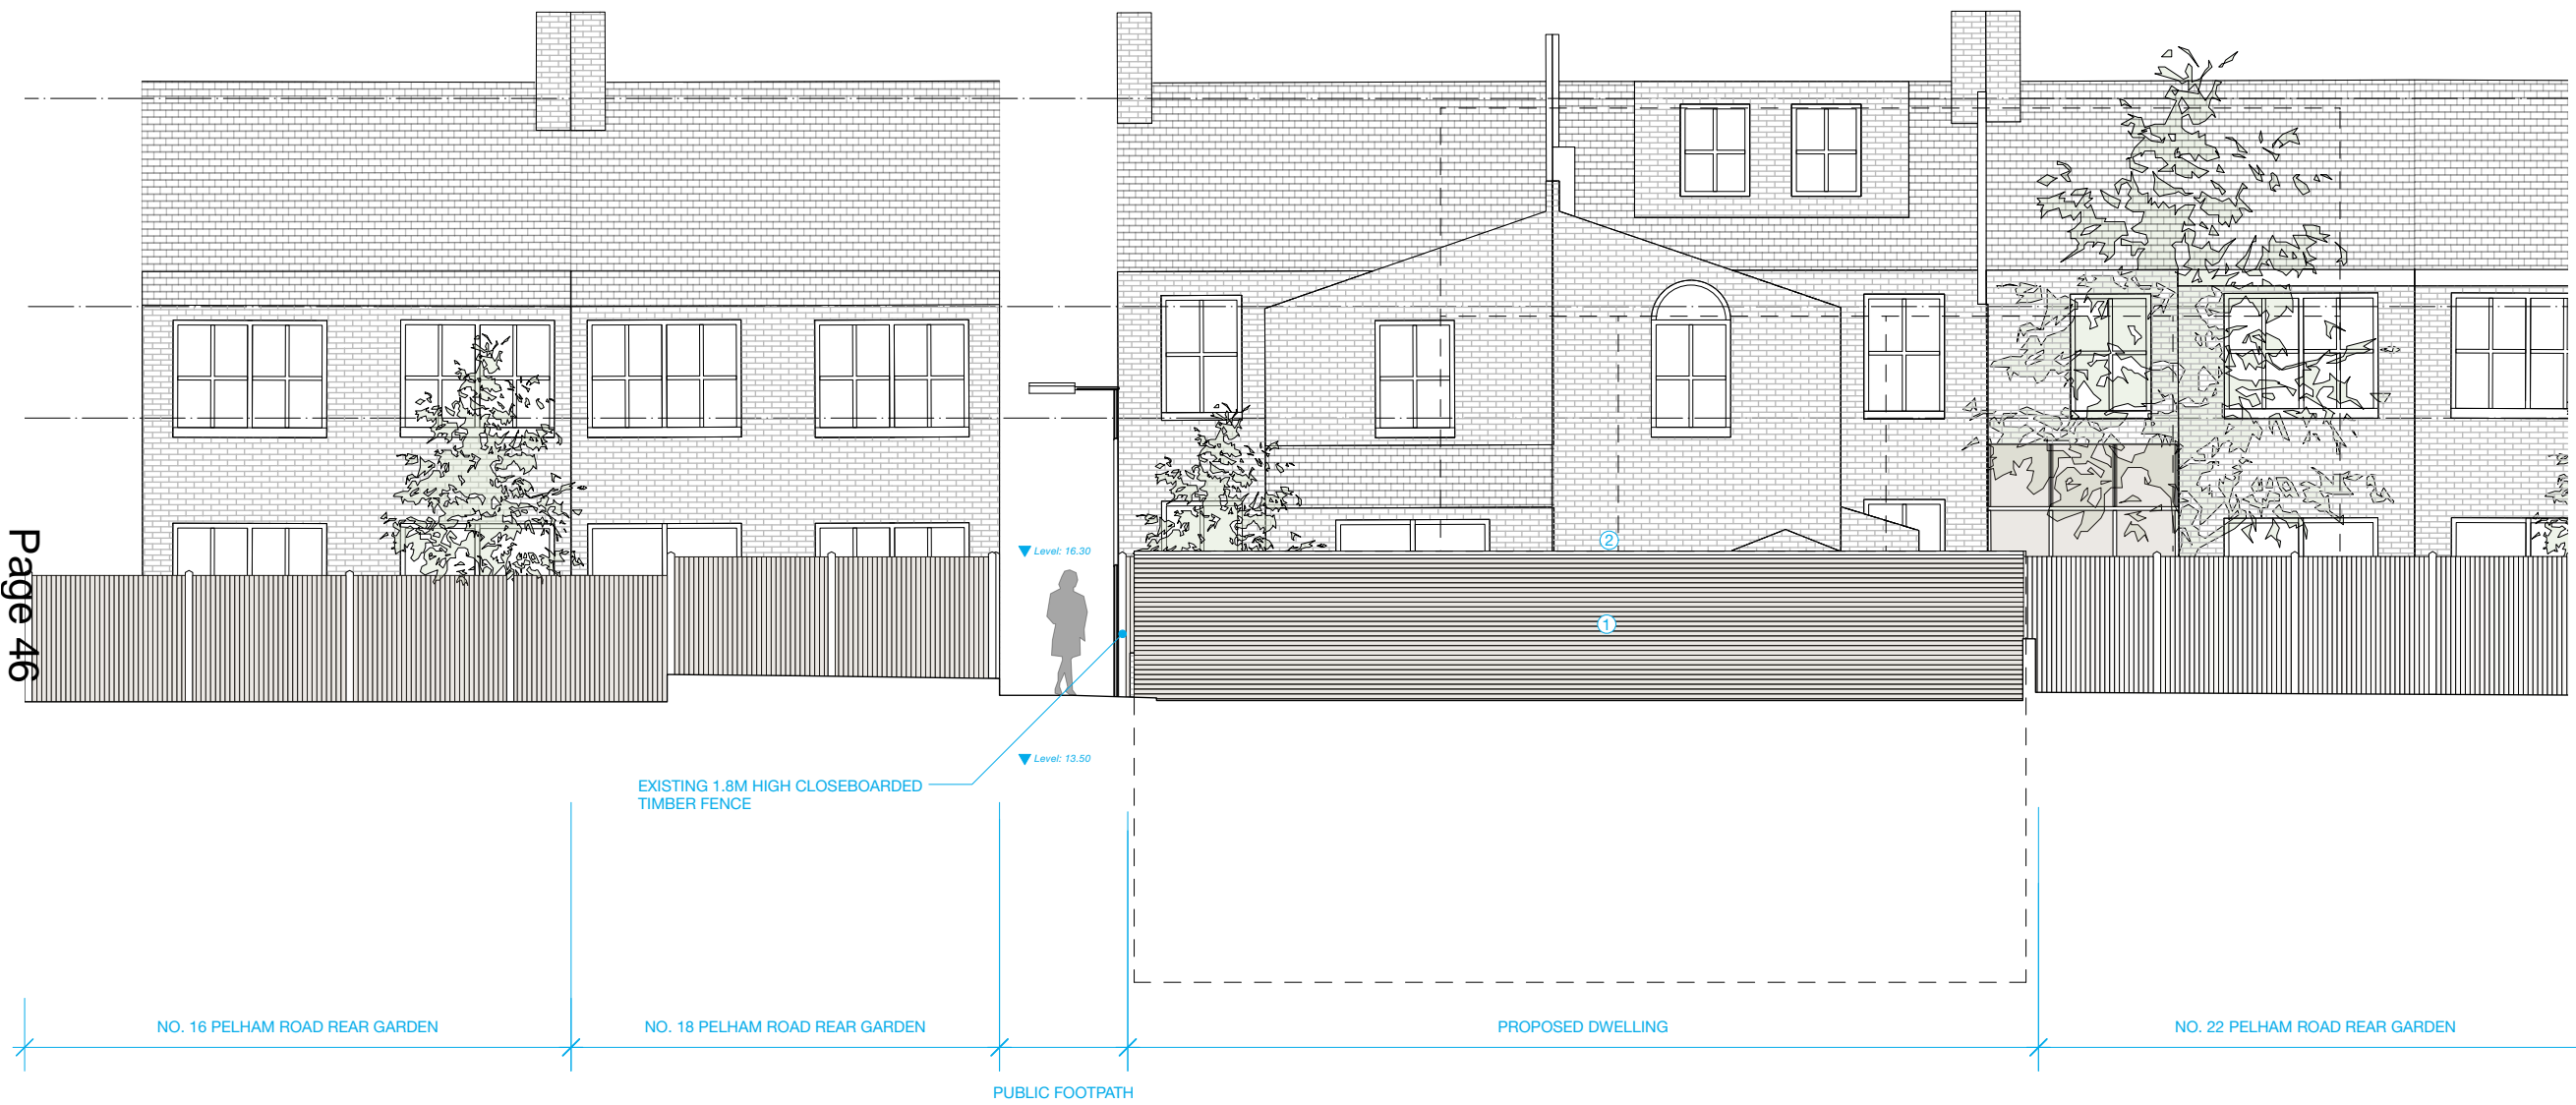 Page 46
2
Level: 16.30
1
Level: 13.50
EXISTING 1.8M HIGH CLOSEBOARDED
TIMBER FENCE
NO. 16 PELHAM ROAD REAR GARDEN
NO. 18 PELHAM ROAD REAR GARDEN
PROPOSED DWELLING
NO. 22 PELHAM ROAD REAR GARDEN
PUBLIC FOOTPATH